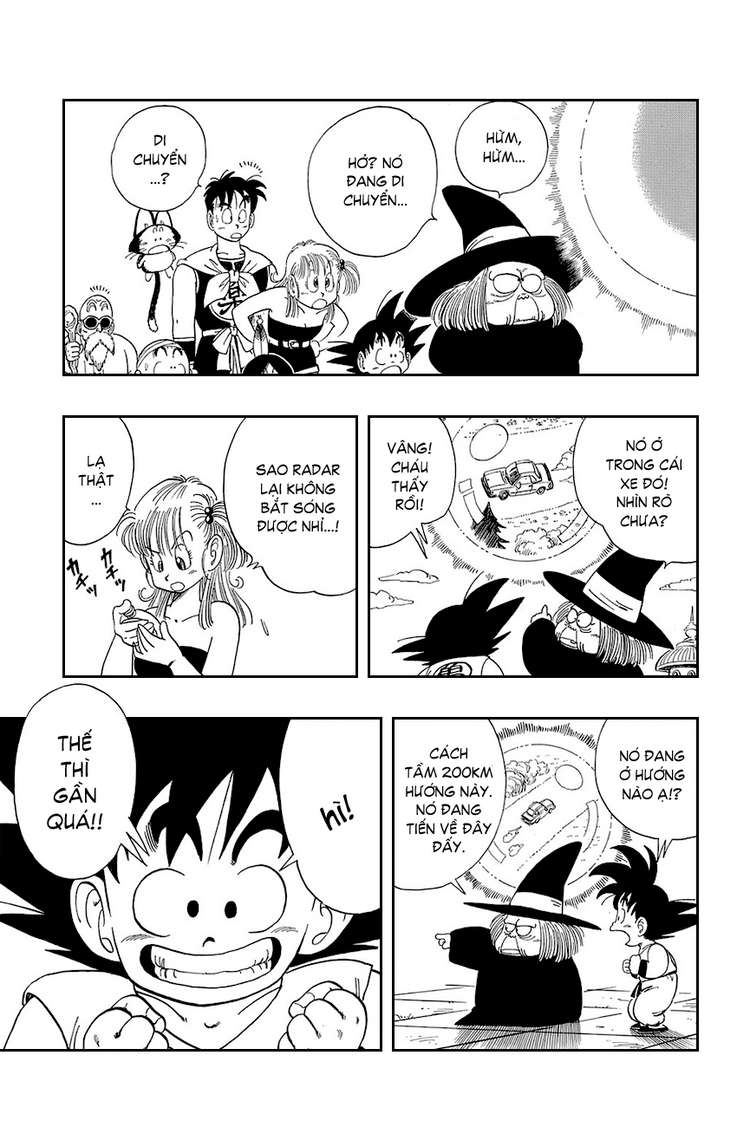 HỪM,
HỪM...
HỚ? NÓ
ĐANG DI
CHUYỂN...
DI
CHUYỂN
...?
NÓ Ở
TRONG CÁI
XE ĐÓ!
NHÌN RÕ
CHƯA?
VÂNG!
CHÁU
THẤY
RỒI!
SAO RADAR
LẠI KHÔNG
BẮT SÓNG
ĐƯỢC NHỈ...!
LẠ
THẬT
...
カチッ
カチッ
NÓ ĐANG
Ở HƯỚNG
NÀO Ạ!?
CÁCH
TẦM 200KM
HƯỚNG NÀY.
NÓ ĐANG
TIẾN VỀ ĐÂY
ĐẤY.
hì!
THẾ
THÌ
GẦN
QUÁ!!